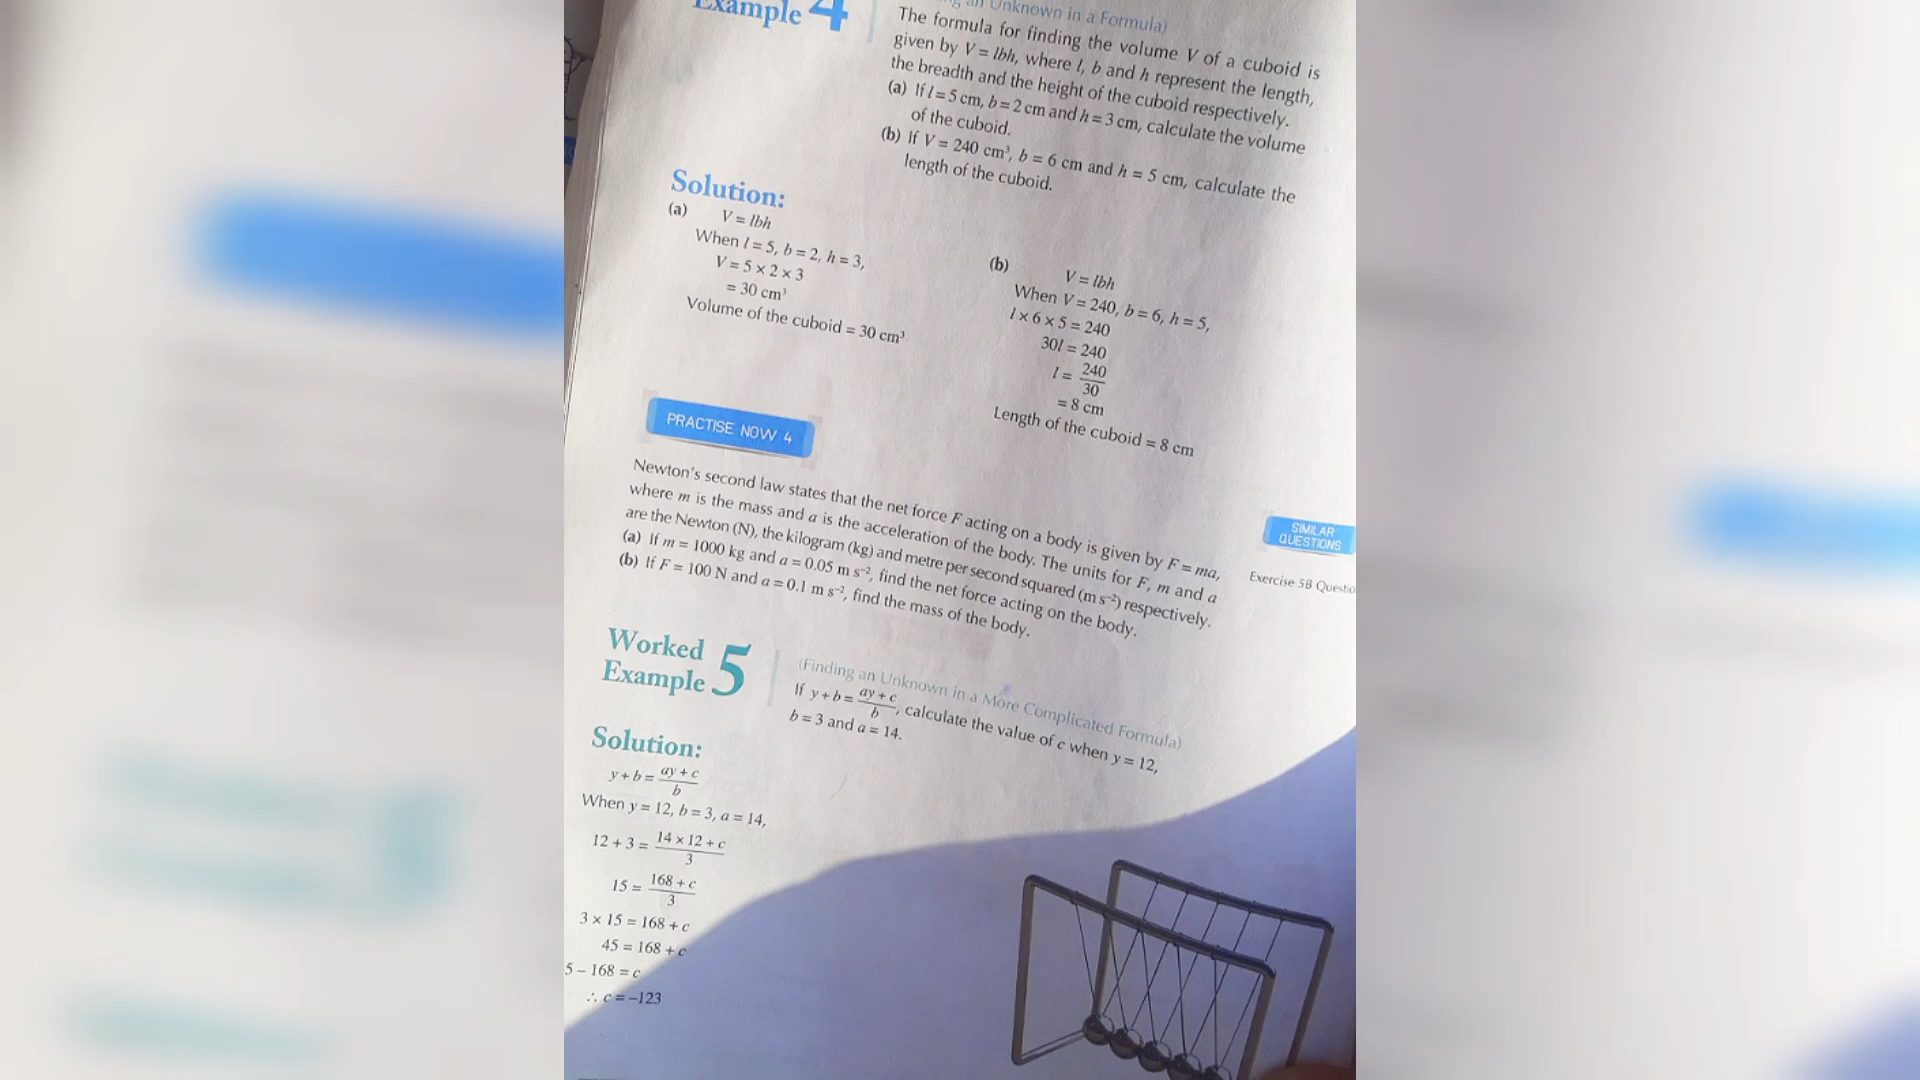 Example 4
an Unknown in a Formula)
The formula for finding the volume V of a cuboid is
given by V = lbh, where l, b and h represent the length,
the breadth and the height of the cuboid respectively.
(a) If l = 5 cm, b = 2 cm and h = 3 cm, calculate the volume
of the cuboid.
(b) If V = 240 cm³, b = 6 cm and h = 5 cm, calculate the
length of the cuboid.
Solution:
(a) V = lbh
When l = 5, b = 2, h = 3,
V = 5 × 2 × 3
= 30 cm³
Volume of the cuboid = 30 cm³
(b) V = lbh
When V = 240, b = 6, h = 5,
l × 6 × 5 = 240
30l = 240
l = 240/30
= 8 cm
Length of the cuboid = 8 cm
PRACTISE NOW 4
Newton's second law states that the net force F acting on a body is given by F = ma,
where m is the mass and a is the acceleration of the body. The units for F, m and a
are the Newton (N), the kilogram (kg) and metre per second squared (m s⁻²) respectively.
(a) If m = 1000 kg and a = 0.05 m s⁻², find the net force acting on the body.
(b) If F = 100 N and a = 0.1 m s⁻², find the mass of the body.
SIMILAR
QUESTIONS
Exercise 5B
Worked
Example 5
(Finding an Unknown in a More Complicated Formula)
If y + b = (ay + c)/b, calculate the value of c when y = 12,
b = 3 and a = 14.
Solution:
y + b = (ay + c)/b
When y = 12, b = 3, a = 14,
12 + 3 = (14 × 12 + c)/3
15 = (168 + c)/3
3 × 15 = 168 + c
45 = 168 + c
5 – 168 = c
∴ c = –123